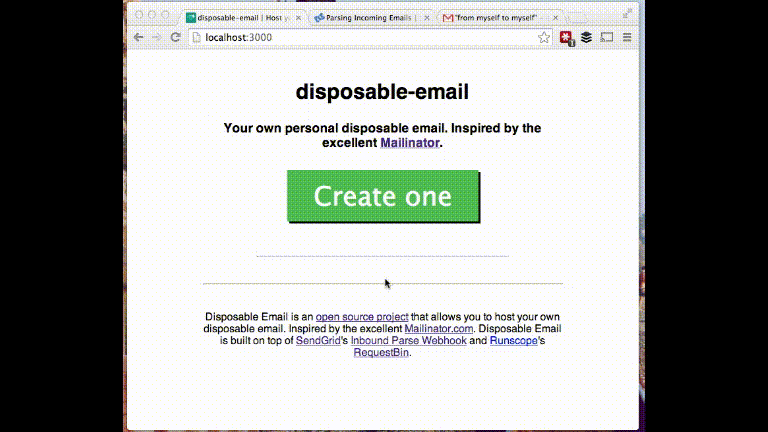 disposable-email | Host y
Parsing Incoming Emails |
"from myself to myself" -
localhost:3000
disposable-email
Your own personal disposable email. Inspired by the
excellent Mailinator.
Create one
Disposable Email is an open source project that allows you to host your own
disposable email. Inspired by the excellent Mailinator.com. Disposable Email
is built on top of SendGrid's Inbound Parse Webhook and Runscope's
RequestBin.